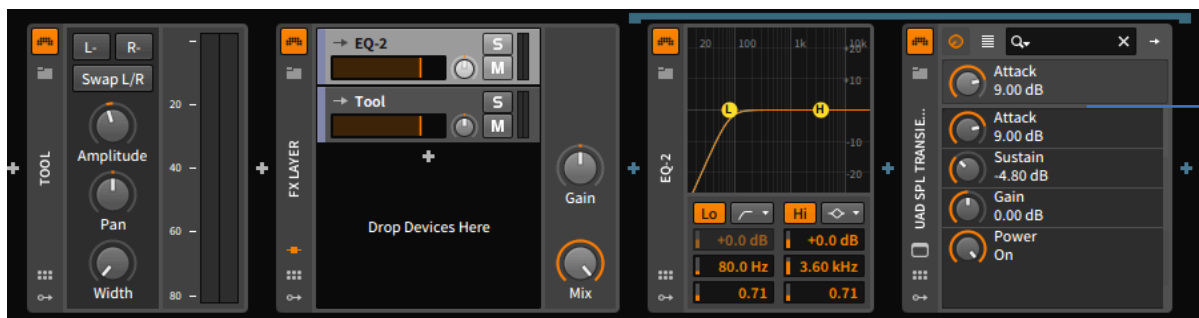 TOOL
L- R-
Swap L/R
Amplitude
Pan
Width
20
40
60
80
FX LAYER
EQ-2 S
M
Tool S
M
Drop Devices Here
Gain
Mix
EQ-2
20 100 1k 10k
+20
+10
-10
-20
Lo Hi
+0.0 dB +0.0 dB
80.0 Hz 3.60 kHz
0.71 0.71
UAD SPL TRANSIE...
Attack
9.00 dB
Attack
9.00 dB
Sustain
-4.80 dB
Gain
0.00 dB
Power
On